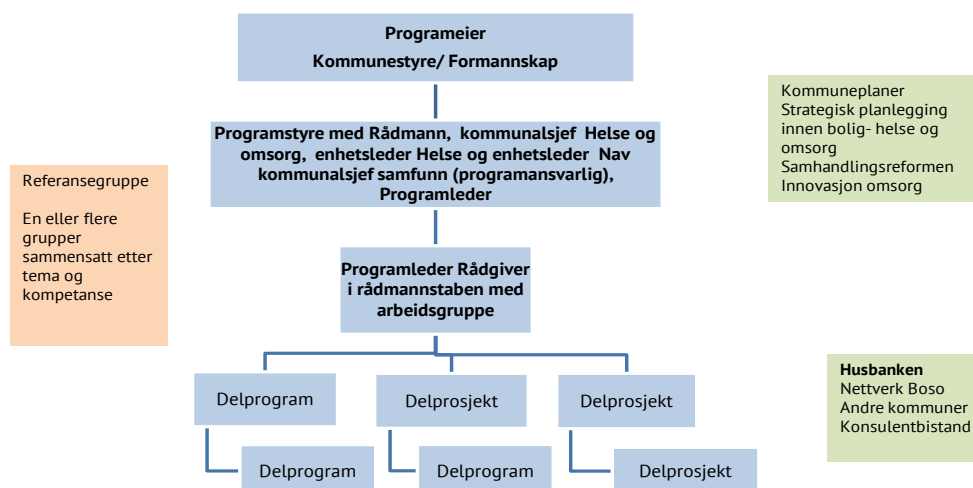 Programeier
Kommunestyre/ Formannskap
Programstyre med Rådmann, kommunalsjef Helse og
omsorg, enhetsleder Helse og enhetsleder Nav
kommunalsjef samfunn (programansvarlig),
Programleder
Kommuneplaner
Strategisk planlegging
innen bolig- helse og
omsorg
Samhandlingsreformen
Innovasjon omsorg
Referansegruppe
En eller flere
grupper
sammensatt etter
tema og
kompetanse
Programleder Rådgiver
i rådmannstaben med
arbeidsgruppe
Delprogram
Delprosjekt
Delprosjekt
Delprogram
Delprogram
Delprosjekt
Husbanken
Nettverk Boso
Andre kommuner
Konsulentbistand